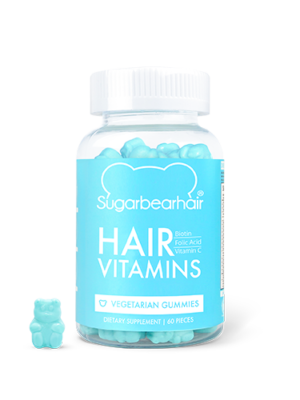 Sugarbearhair®
HAIR
Biotin
Folic Acid
Vitamin C
VITAMINS
VEGETARIAN GUMMIES
DIETARY SUPPLEMENT | 60 PIECES